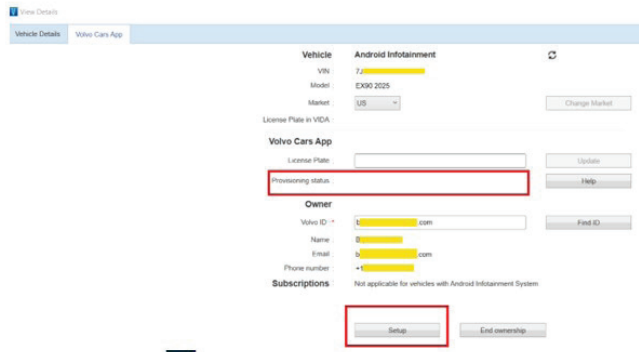 View Details
Vehicle Details Volvo Cars App
Vehicle Android Infotainment
VIN 7J
Model EX90 2025
Market US Change Market
License Plate in VIDA
Volvo Cars App
License Plate Update
Provisioning status Help
Owner
Volvo ID * b .com Find ID
Name B
Email b .com
Phone number +1
Subscriptions Not applicable for vehicles with Android Infotainment System
Setup End ownership